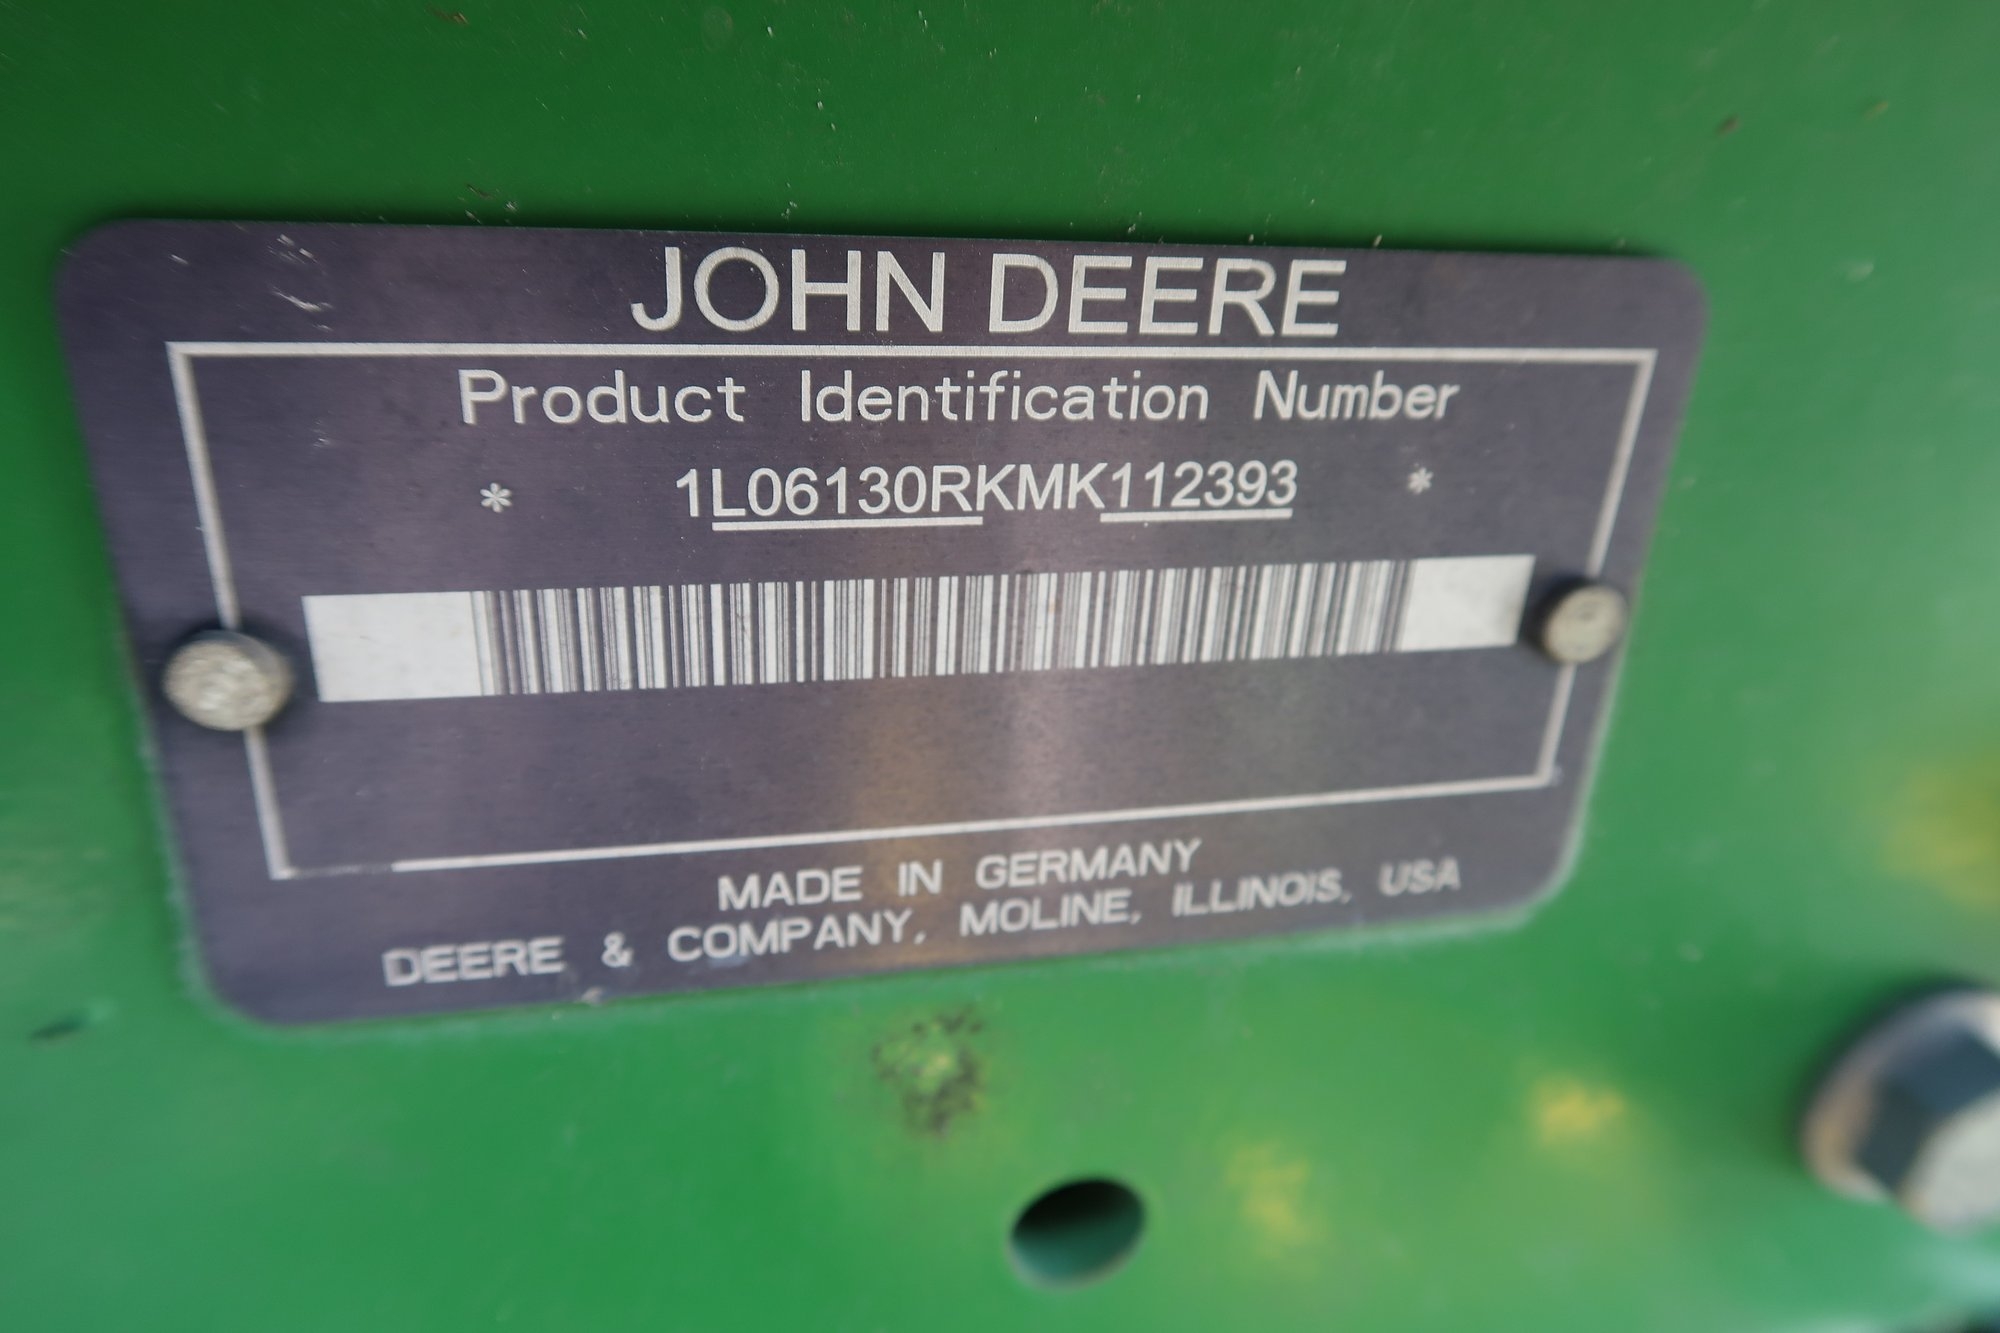 JOHN DEERE
Product Identification Number
* 1L06130RKMK112393 *
MADE IN GERMANY
DEERE & COMPANY, MOLINE, ILLINOIS, USA